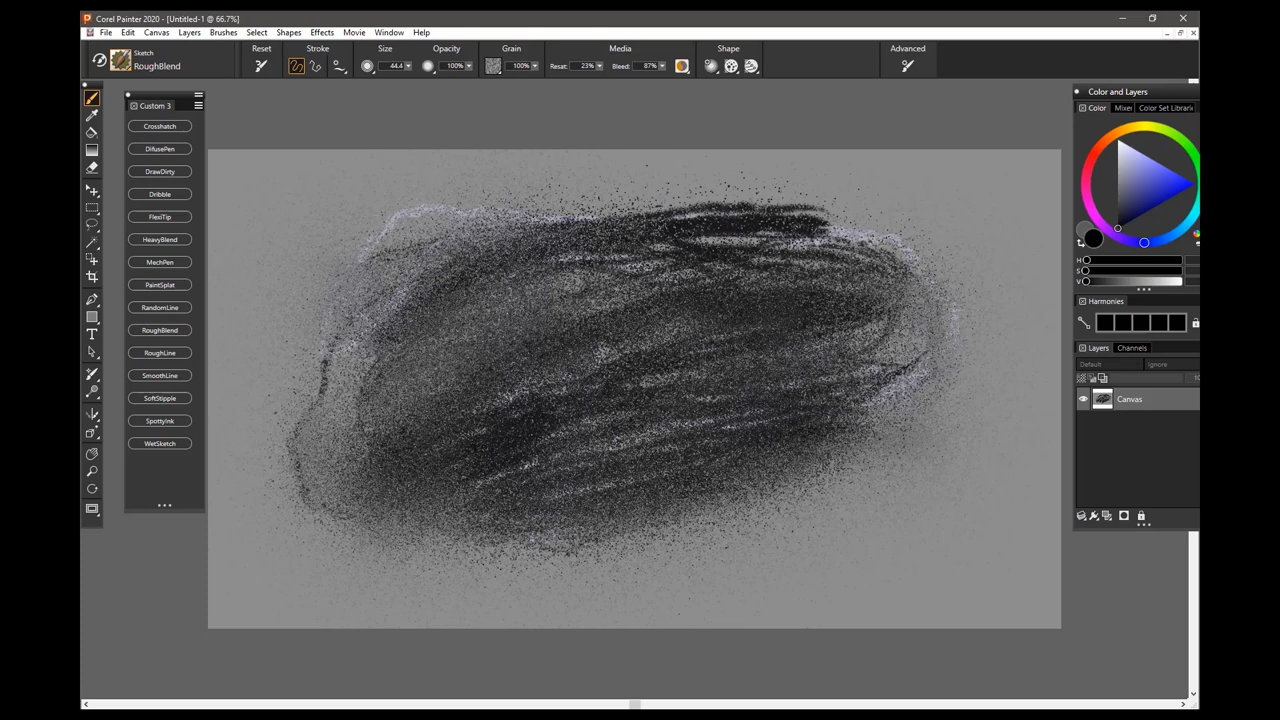 Corel Painter 2020 - [Untitled-1 @ 66.7%]
File Edit Canvas Layers Brushes Select Shapes Effects Movie Window Help
Sketch
RoughBlend
Reset
Stroke
Size
44.4
Opacity
100%
Grain
100%
Media
Resat: 23% Bleed: 87%
Shape
Advanced
Custom 3
Crosshatch
DifusePen
DrawDirty
Dribble
FlexiTip
HeavyBlend
MechPen
PaintSplat
RandomLine
RoughBlend
RoughLine
SmoothLine
SoftStipple
SpottyInk
WetSketch
Color and Layers
Color Mixer Color Set Librari
H
S
V
Harmonies
Layers Channels
Default Ignore
Canvas